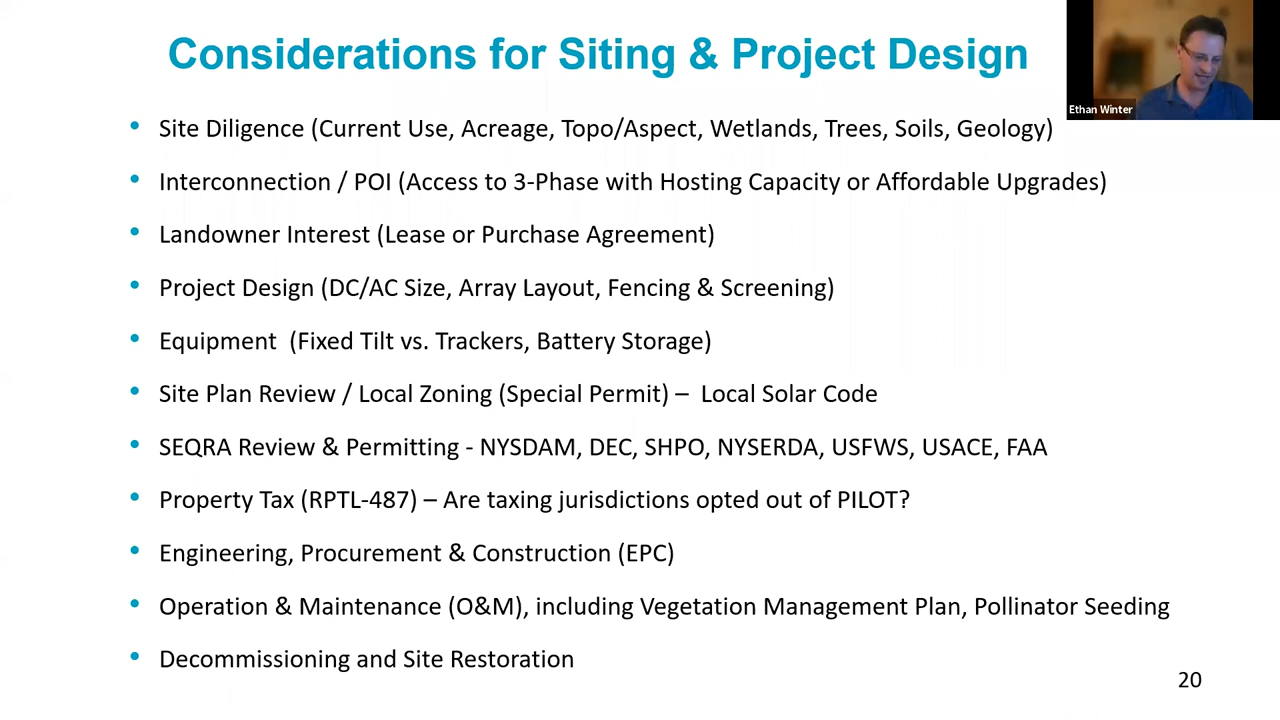 Considerations for Siting & Project Design
Ethan Winter
• Site Diligence (Current Use, Acreage, Topo/Aspect, Wetlands, Trees, Soils, Geology)
• Interconnection / POI (Access to 3-Phase with Hosting Capacity or Affordable Upgrades)
• Landowner Interest (Lease or Purchase Agreement)
• Project Design (DC/AC Size, Array Layout, Fencing & Screening)
• Equipment  (Fixed Tilt vs. Trackers, Battery Storage)
• Site Plan Review / Local Zoning (Special Permit) –  Local Solar Code
• SEQRA Review & Permitting - NYSDAM, DEC, SHPO, NYSERDA, USFWS, USACE, FAA
• Property Tax (RPTL-487) – Are taxing jurisdictions opted out of PILOT?
• Engineering, Procurement & Construction (EPC)
• Operation & Maintenance (O&M), including Vegetation Management Plan, Pollinator Seeding
• Decommissioning and Site Restoration
20